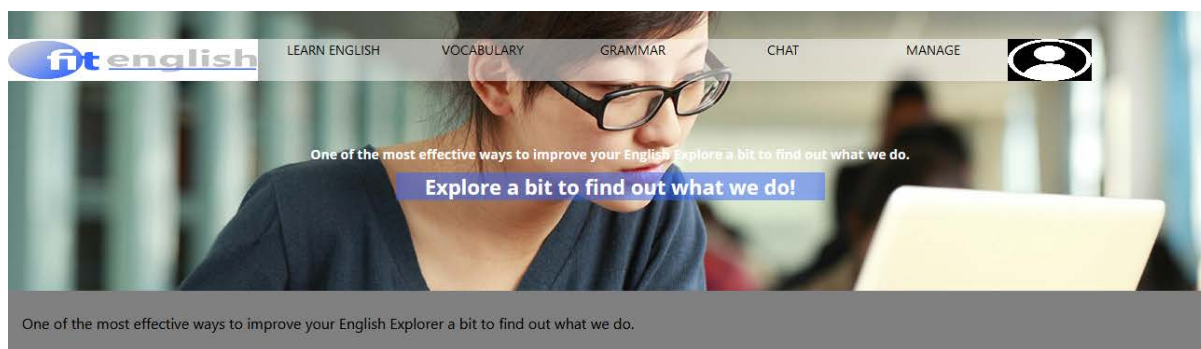 fit english
LEARN ENGLISH VOCABULARY GRAMMAR CHAT MANAGE
One of the most effective ways to improve your English Explore a bit to find out what we do.
Explore a bit to find out what we do!
One of the most effective ways to improve your English Explorer a bit to find out what we do.